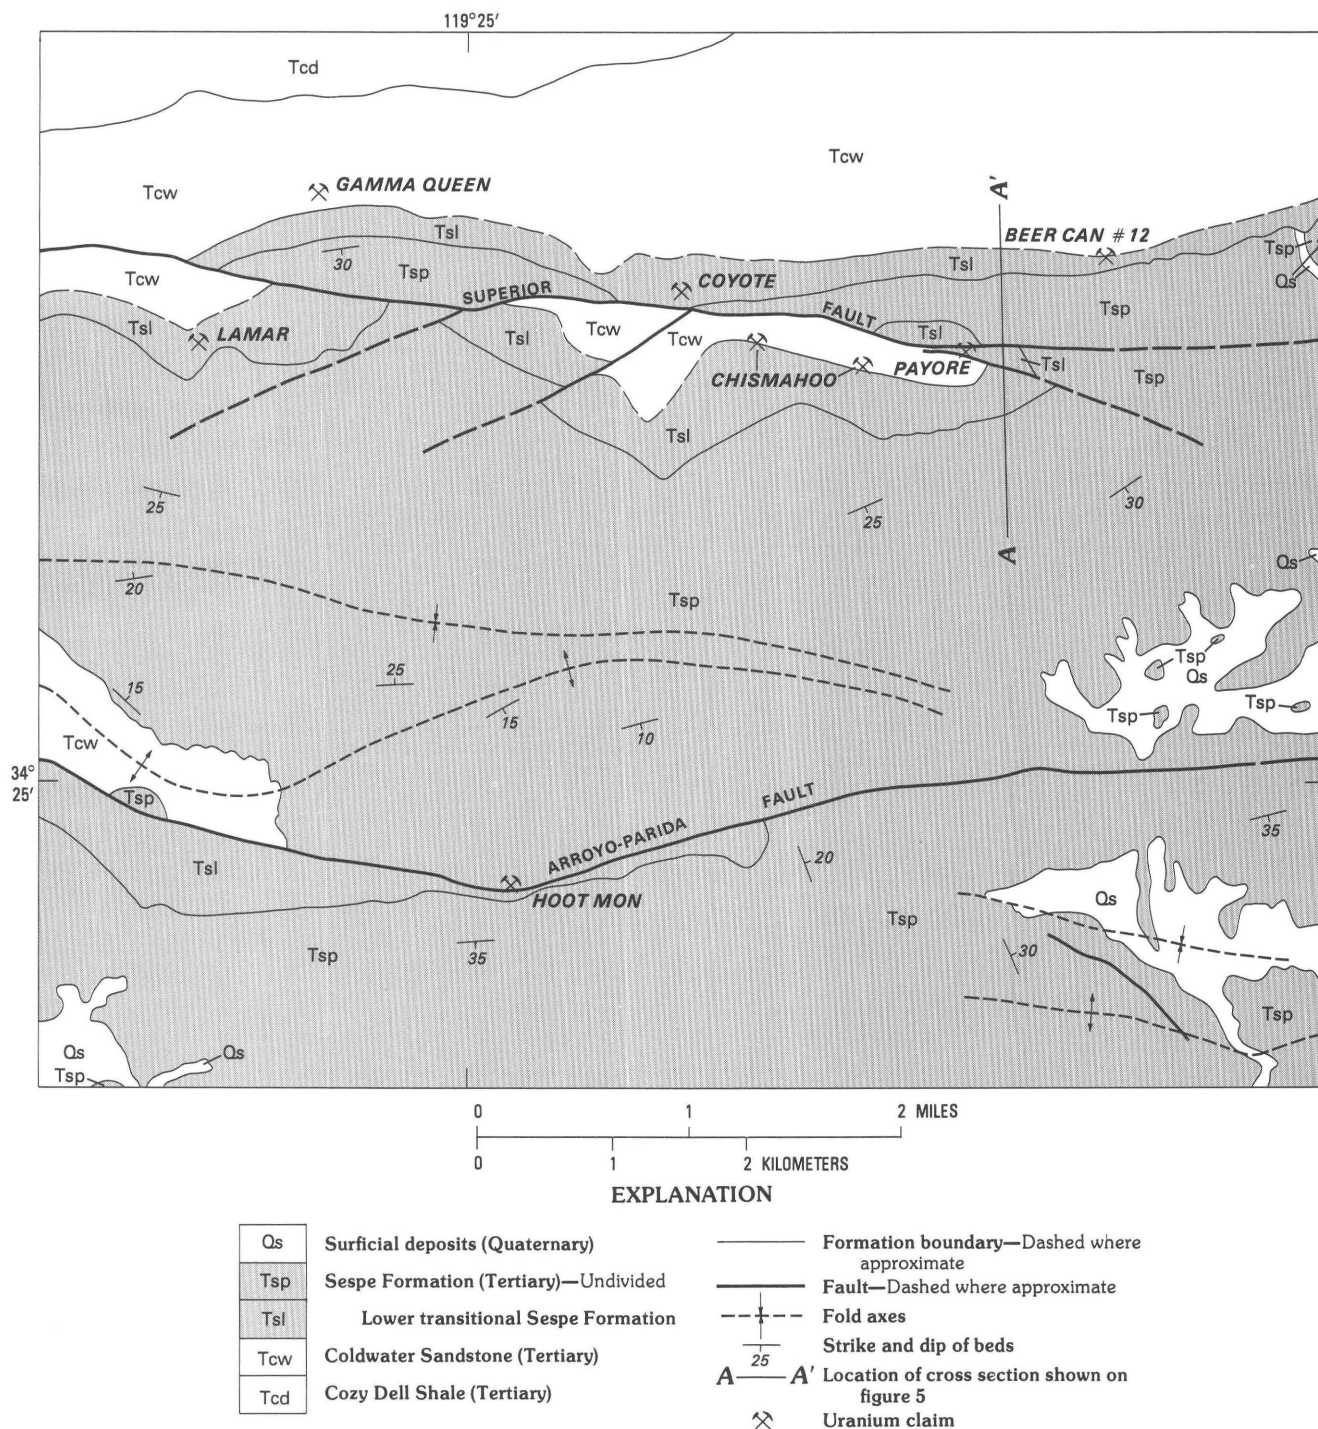 119°25'
Tcd
Tcw
Tcw
A'
GAMMA QUEEN
Tsl
BEER CAN #12
Tsp
30
Tsp
Tsl
Qs
Tcw
COYOTE
SUPERIOR
FAULT
Tsp
Tsl
LAMAR
Tsl
Tcw
Tcw
Tsl
PAYORE
Tsl
Tsp
CHISMAHOO
Tsl
25
25
30
A
Qs
20
Tsp
25
Tsp
Qs
15
15
10
Tsp
Tsp
Tcw
34°
25'
Tsp
FAULT
ARROYO-PARIDA
35
Tsl
20
HOOT MON
Qs
Tsp
Tsp
35
30
Tsp
Qs
Qs
Tsp
0 1 2 MILES
0 1 2 KILOMETERS
EXPLANATION
Qs Surficial deposits (Quaternary)
Tsp Sespe Formation (Tertiary)—Undivided
Tsl Lower transitional Sespe Formation
Tcw Coldwater Sandstone (Tertiary)
Tcd Cozy Dell Shale (Tertiary)
Formation boundary—Dashed where
approximate
Fault—Dashed where approximate
Fold axes
Strike and dip of beds
25
A—A' Location of cross section shown on
figure 5
Uranium claim